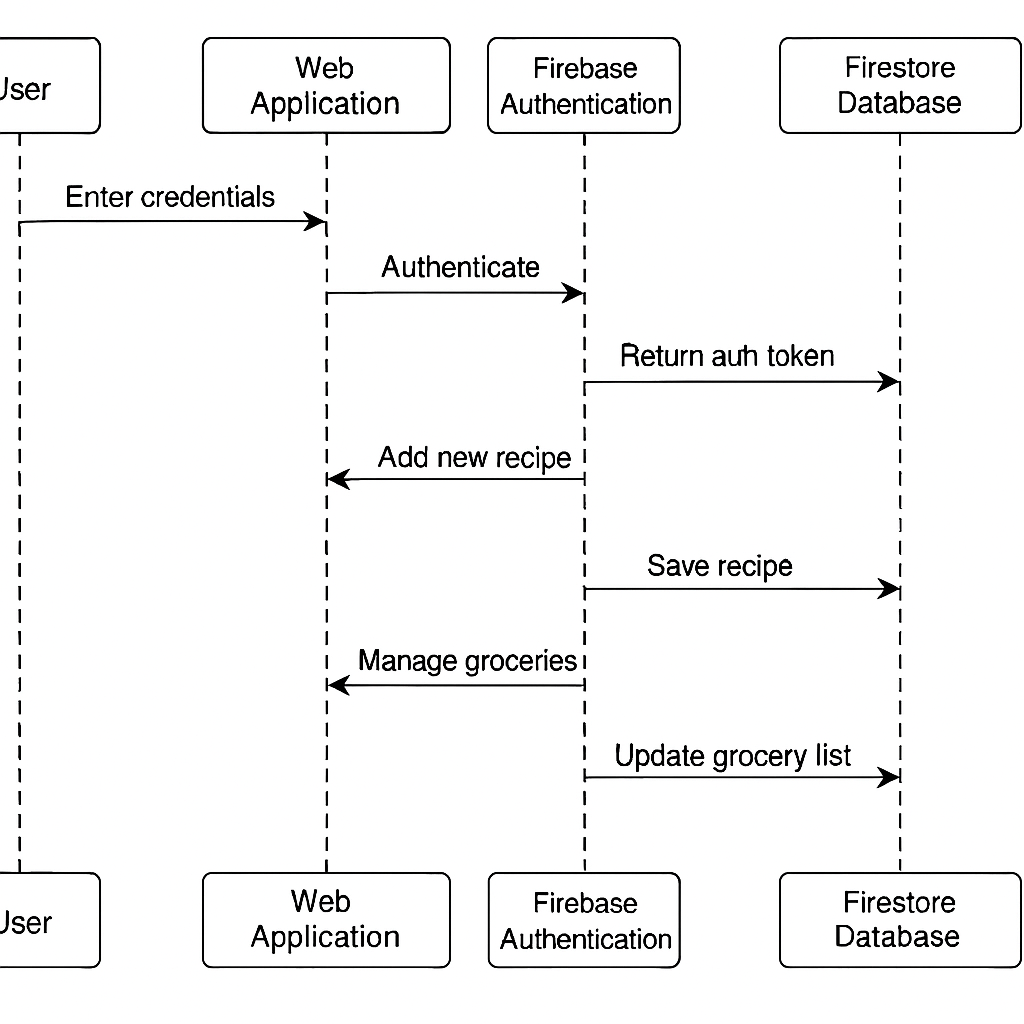 User
Web
Application
Firebase
Authentication
Firestore
Database
Enter credentials
Authenticate
Return auh token
Add new recipe
Save recipe
Manage groceries
Update grocery list
User
Web
Application
Firebase
Authentication
Firestore
Database